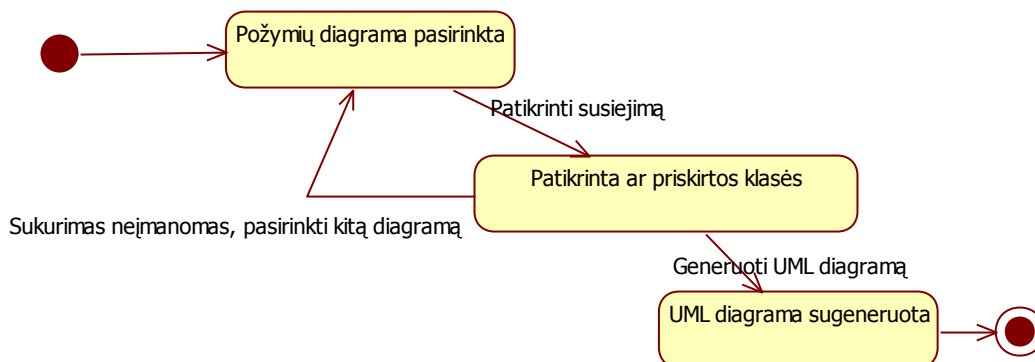 Požymių diagrama pasirinkta
Patikrinti susiejimą
Patikrinta ar priskirtos klasės
Sukurimas neįmanomas, pasirinkti kitą diagramą
Generuoti UML diagramą
UML diagrama sugeneruota